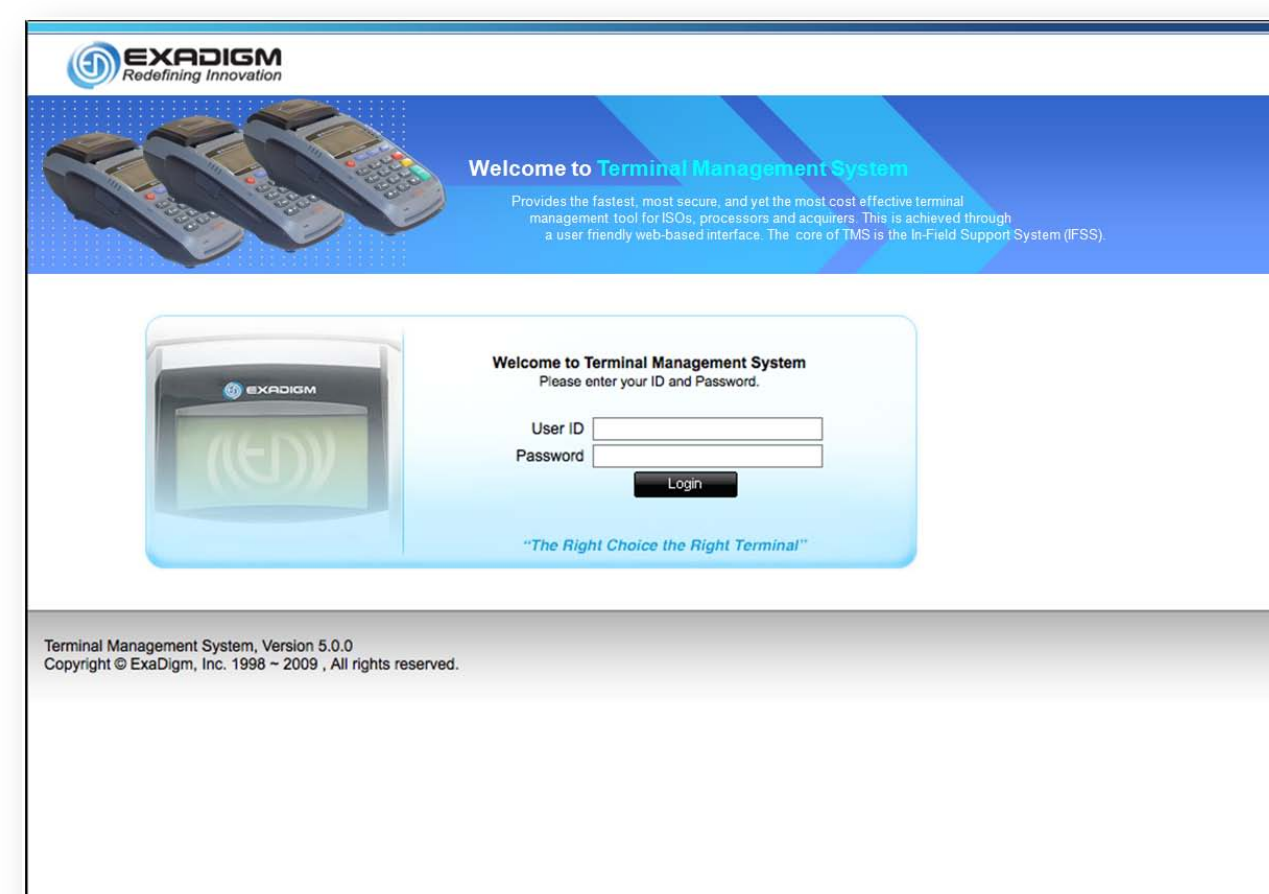 EXADIGM
Redefining Innovation
Welcome to Terminal Management System
Provides the fastest, most secure, and yet the most cost effective terminal
management tool for ISOs, processors and acquirers. This is achieved through
a user friendly web-based interface. The core of TMS is the In-Field Support System (IFSS).
EXADIGM
Welcome to Terminal Management System
Please enter your ID and Password.
User ID
Password
Login
“The Right Choice the Right Terminal”
Terminal Management System, Version 5.0.0
Copyright © ExaDigm, Inc. 1998 ~ 2009 , All rights reserved.